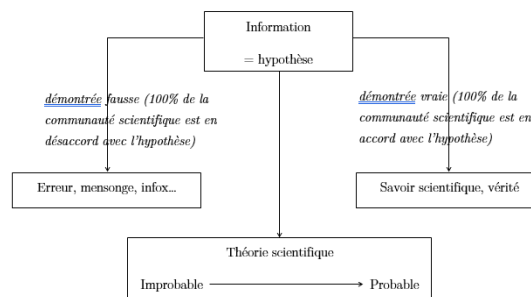 Information
= hypothèse
démontrée fausse (100% de la
communauté scientifique est en
désaccord avec l'hypothèse)
démontrée vraie (100% de la
communauté scientifique est en
accord avec l'hypothèse)
Erreur, mensonge, infox...
Savoir scientifique, vérité
Théorie scientifique
Improbable
Probable